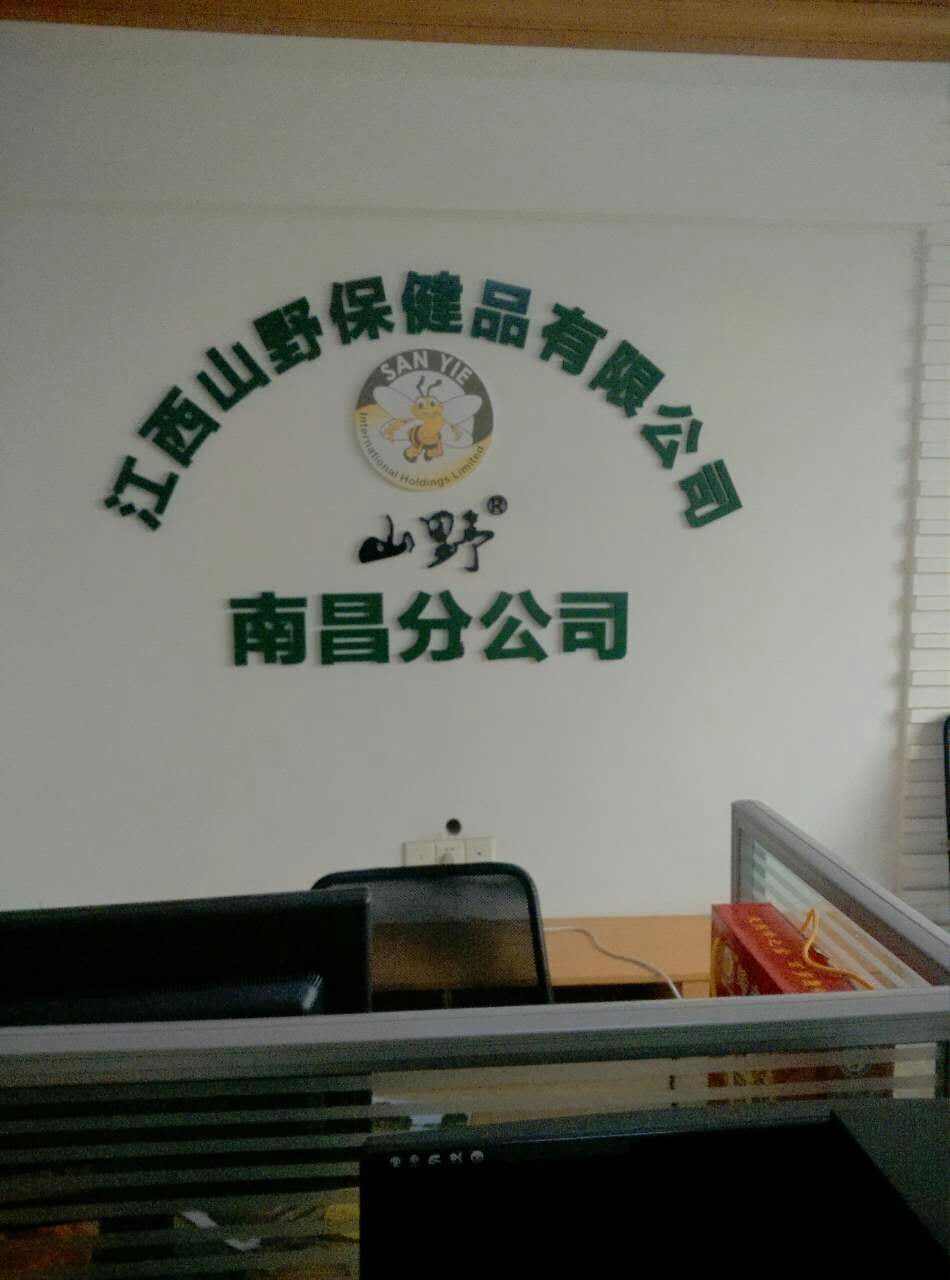 江西山野保健品有限公司
SAN YIE
International Holdings Limited
山野®
南昌分公司